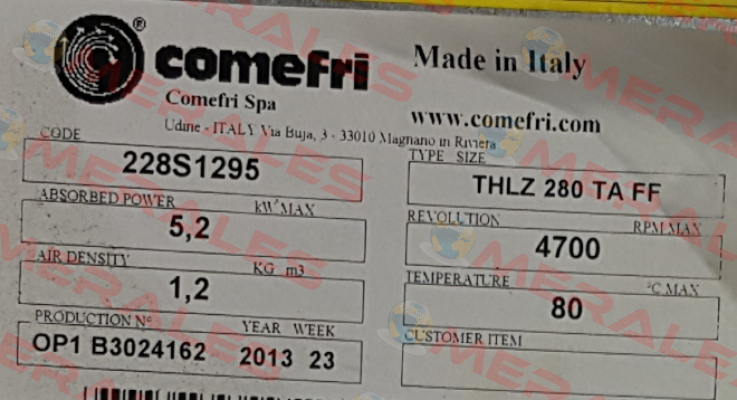 comefri® Made in Italy
Comefri Spa
Udine - ITALY Via Buja, 3 - 33010 Magnano in Riviera
www.comefri.com
CODE TYPE SIZE
228S1295 THLZ 280 TA FF
ABSORBED POWER kW MAX REVOLUTION RPM MAX
5,2 4700
AIR DENSITY KG m3 TEMPERATURE °C MAX
1,2 80
PRODUCTION N° YEAR WEEK CUSTOMER ITEM
OP1 B3024162 2013 23
MERALES